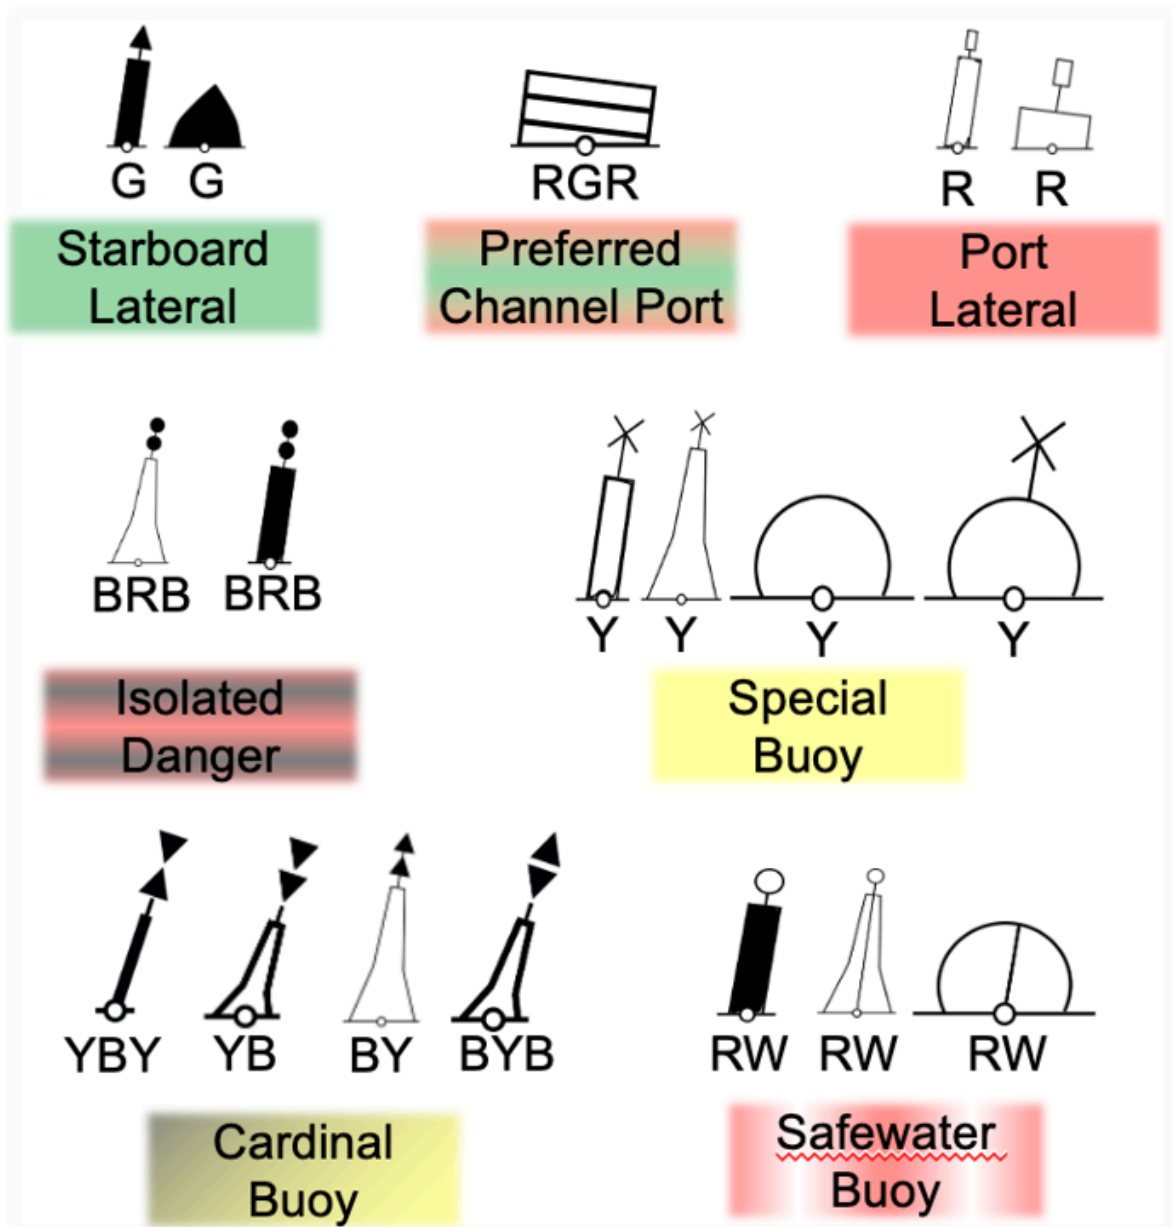 G G
RGR
R R
Starboard
Lateral
Preferred
Channel Port
Port
Lateral
BRB BRB
Y Y Y Y
Isolated
Danger
Special
Buoy
YBY YB BY BYB
RW RW RW
Cardinal
Buoy
Safewater
Buoy